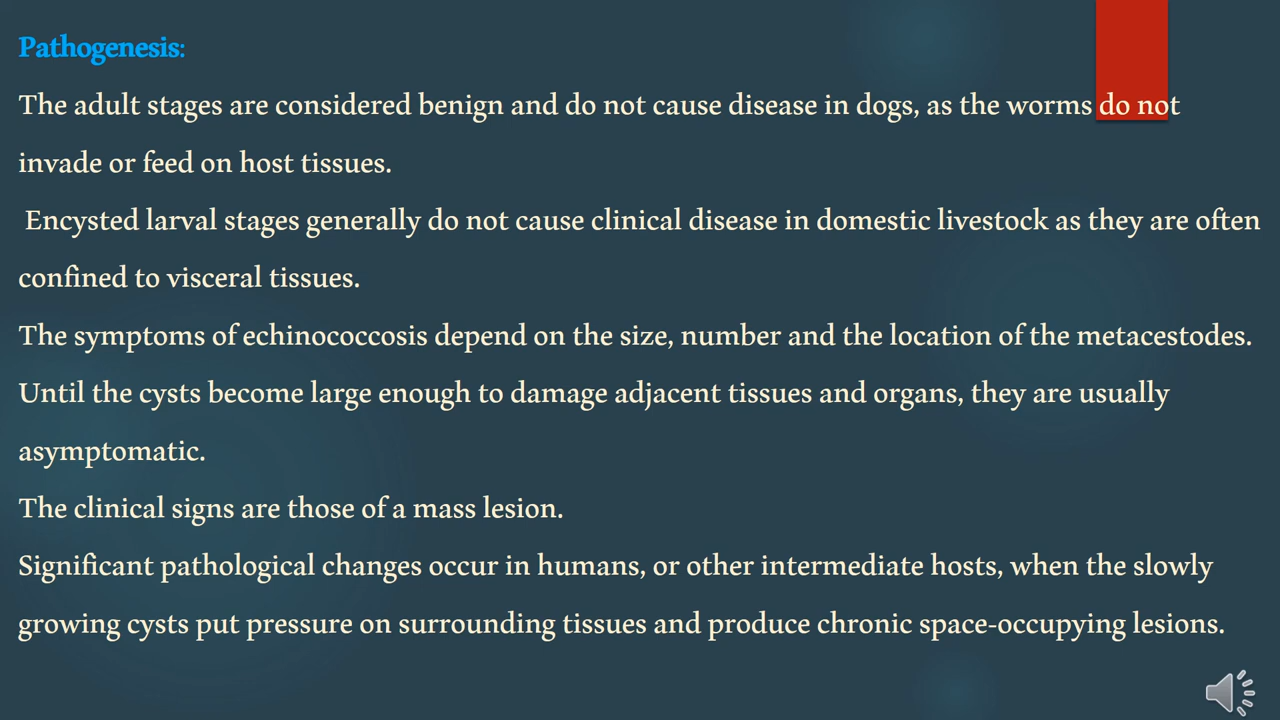 Pathogenesis:
The adult stages are considered benign and do not cause disease in dogs, as the worms do not
invade or feed on host tissues.
Encysted larval stages generally do not cause clinical disease in domestic livestock as they are often
confined to visceral tissues.
The symptoms of echinococcosis depend on the size, number and the location of the metacestodes.
Until the cysts become large enough to damage adjacent tissues and organs, they are usually
asymptomatic.
The clinical signs are those of a mass lesion.
Significant pathological changes occur in humans, or other intermediate hosts, when the slowly
growing cysts put pressure on surrounding tissues and produce chronic space-occupying lesions.